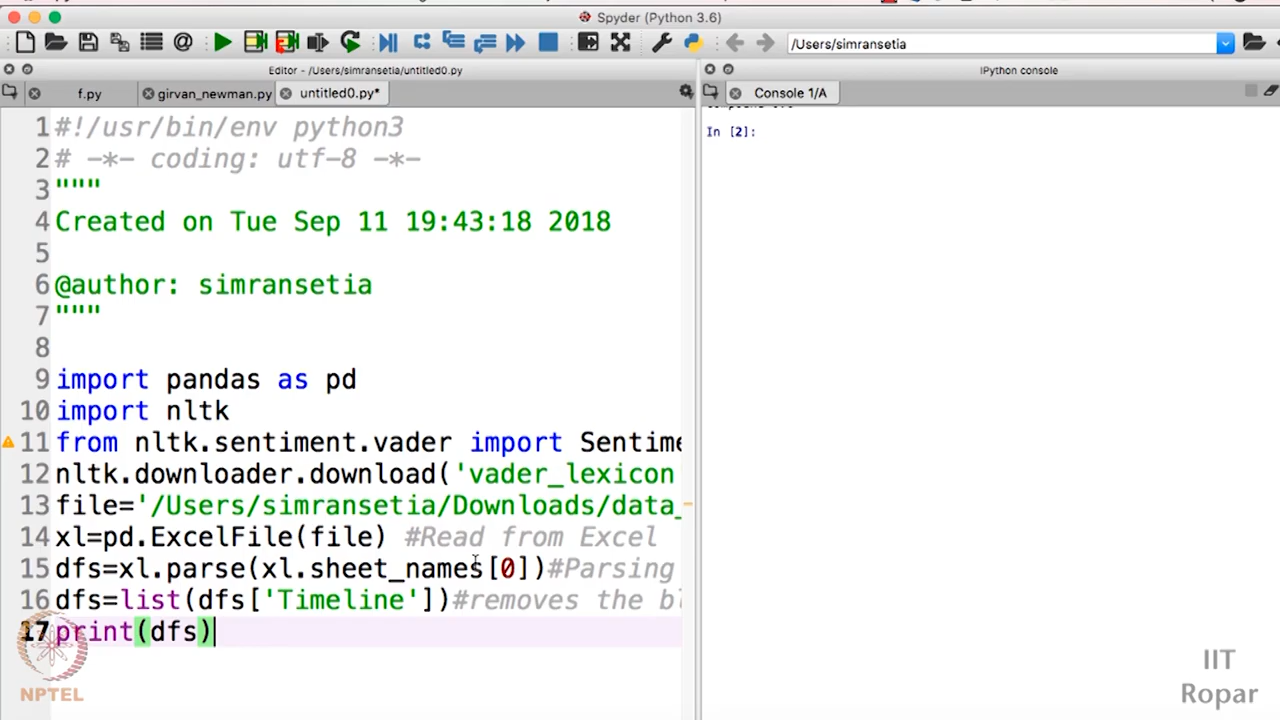 Spyder (Python 3.6)
/Users/simransetia
Editor - /Users/simransetia/untitled0.py
IPython console
f.py
girvan_newman.py
untitled0.py*
Console 1/A
1 #!/usr/bin/env python3
2 # -*- coding: utf-8 -*-
3 """
4 Created on Tue Sep 11 19:43:18 2018
5
6 @author: simransetia
7 """
8
9 import pandas as pd
10 import nltk
11 from nltk.sentiment.vader import Sentime
12 nltk.downloader.download('vader_lexicon
13 file='/Users/simransetia/Downloads/data_
14 xl=pd.ExcelFile(file) #Read from Excel
15 dfs=xl.parse(xl.sheet_names[0])#Parsing
16 dfs=list(dfs['Timeline'])#removes the bl
17 print(dfs)
In [2]:
NPTEL
IIT
Ropar